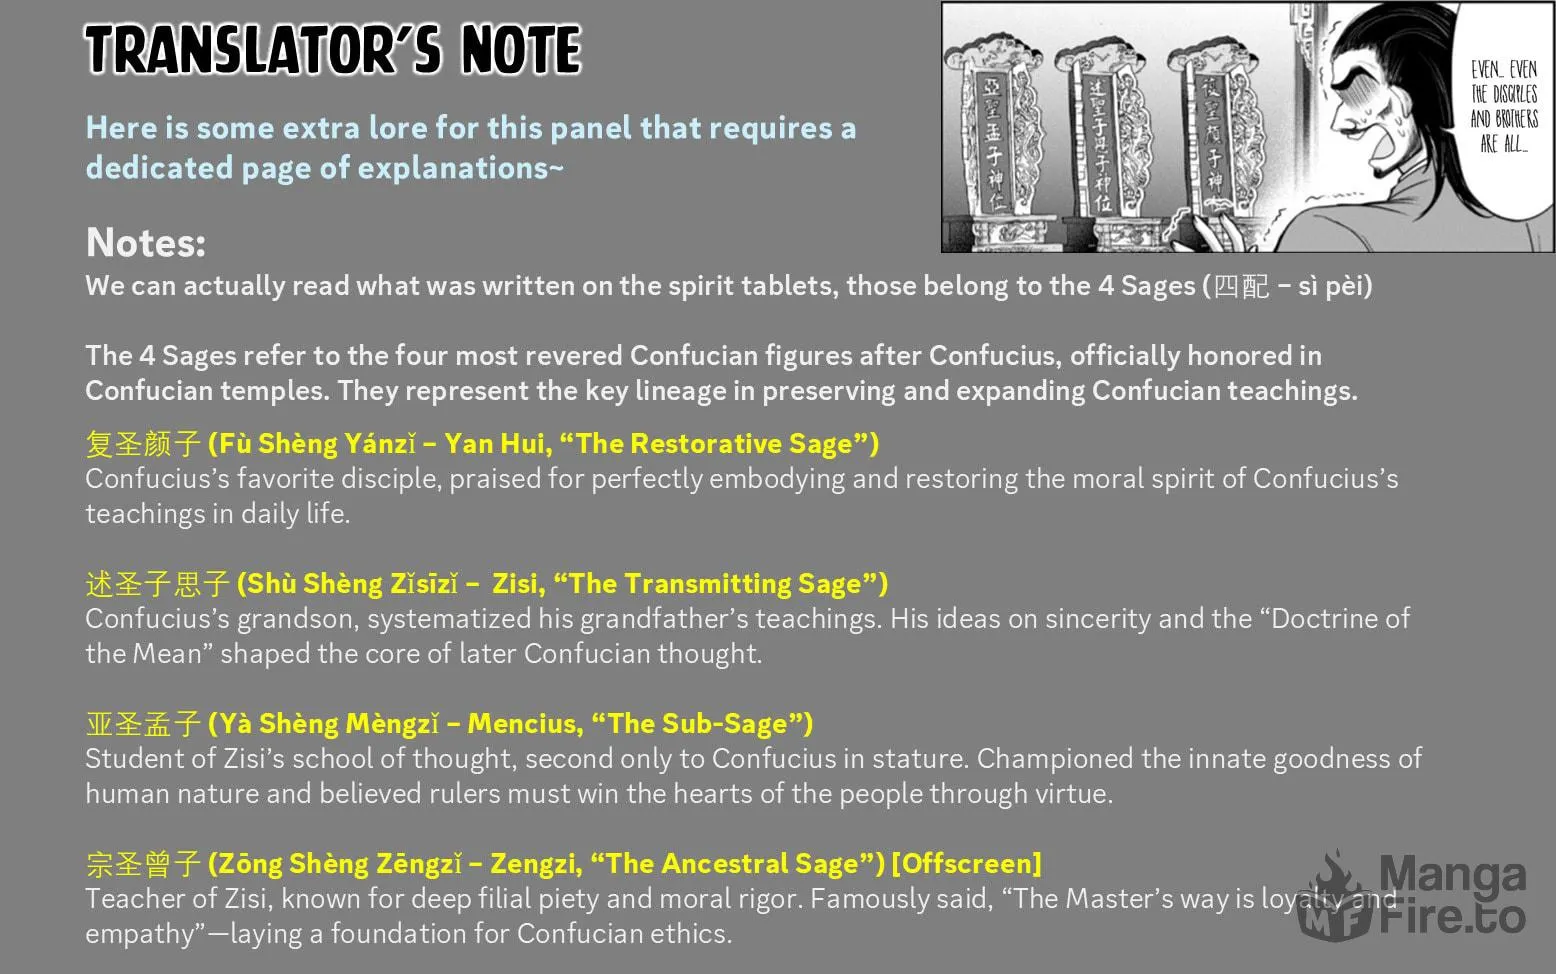 TRANSLATOR'S NOTE
Here is some extra lore for this panel that requires a
dedicated page of explanations~
EVEN... EVEN
THE DISCIPLES
AND BROTHERS
ARE ALL...
亞聖孟子神位
述聖子思子神位
復聖顏子神位
Notes:
We can actually read what was written on the spirit tablets, those belong to the 4 Sages (四配 – sì pèi)
The 4 Sages refer to the four most revered Confucian figures after Confucius, officially honored in
Confucian temples. They represent the key lineage in preserving and expanding Confucian teachings.
复圣颜子 (Fù Shèng Yánzǐ – Yan Hui, “The Restorative Sage”)
Confucius’s favorite disciple, praised for perfectly embodying and restoring the moral spirit of Confucius’s
teachings in daily life.
述圣子思子 (Shù Shèng Zǐsīzǐ – Zisi, “The Transmitting Sage”)
Confucius’s grandson, systematized his grandfather’s teachings. His ideas on sincerity and the “Doctrine of
the Mean” shaped the core of later Confucian thought.
亚圣孟子 (Yà Shèng Mèngzǐ – Mencius, “The Sub-Sage”)
Student of Zisi’s school of thought, second only to Confucius in stature. Championed the innate goodness of
human nature and believed rulers must win the hearts of the people through virtue.
宗圣曾子 (Zōng Shèng Zēngzǐ – Zengzi, “The Ancestral Sage”) [Offscreen]
Teacher of Zisi, known for deep filial piety and moral rigor. Famously said, “The Master’s way is loyalty and
empathy”—laying a foundation for Confucian ethics.
MF
Manga
Fire.to